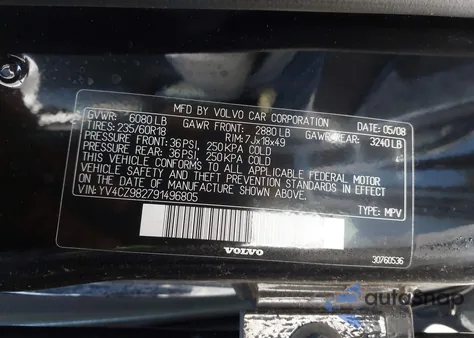 MFD BY VOLVO CAR CORPORATION
GVWR: 6080 LB GAWR FRONT: 2880 LB GAWR REAR: 3240 LB DATE: 05/08
TIRES: 235/60R18 RIM: 7Jx18x49
PRESSURE FRONT: 36 PSI, 250 KPA COLD
PRESSURE REAR: 36 PSI, 250 KPA COLD
THIS VEHICLE CONFORMS TO ALL APPLICABLE FEDERAL MOTOR
VEHICLE SAFETY AND THEFT PREVENTION STANDARDS IN EFFECT
ON THE DATE OF MANUFACTURE SHOWN ABOVE.
VIN: YV4CZ982791496805 TYPE: MPV
VOLVO
30760536
autosnap